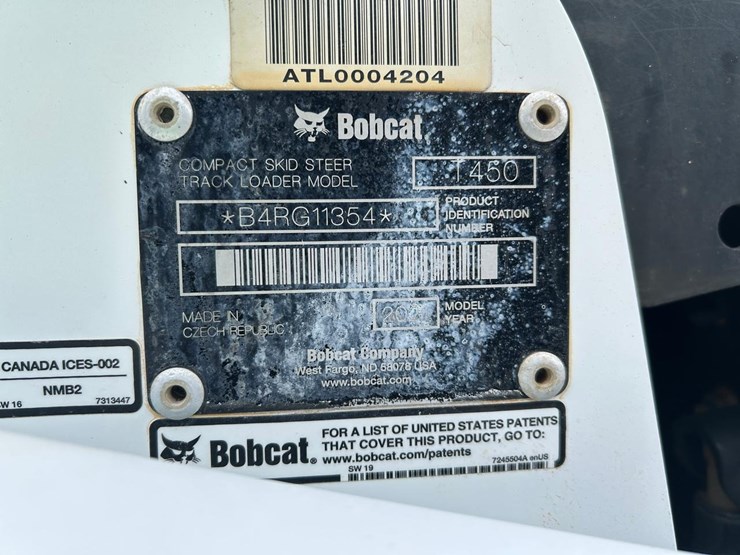 ATL0004204
Bobcat
COMPACT SKID STEER
TRACK LOADER MODEL
T450
*B4RG11354*
PRODUCT
IDENTIFICATION
NUMBER
MADE IN
CZECH REPUBLIC
MODEL
YEAR
Bobcat Company
West Fargo, ND 58078 USA
www.bobcat.com
CANADA ICES-002
NMB2
SW 16
7313447
Bobcat®
FOR A LIST OF UNITED STATES PATENTS
THAT COVER THIS PRODUCT, GO TO:
www.bobcat.com/patents
7245504A enUS
SW 19